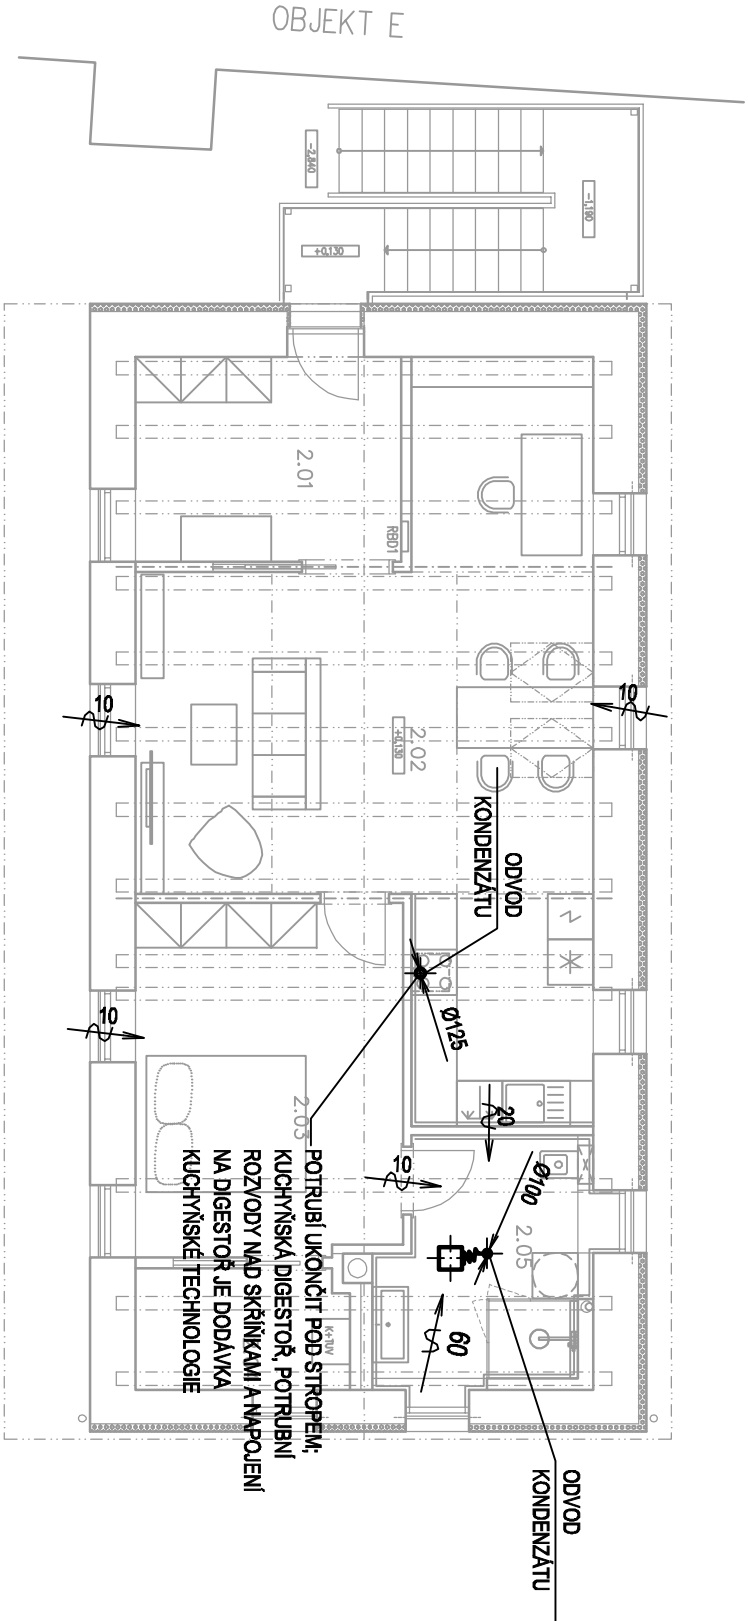 OBJEKT E
-2,840
-1,190
+0,130
2.01
RBD1
10
10
2.02
+0,130
ODVOD
KONDENZÁTU
Ø125
10
2.03
20
10
Ø100
2.05
60
K+TUV
POTRUBÍ UKONČIT POD STROPEM;
KUCHYŇSKÁ DIGESTOŘ, POTRUBNÍ
ROZVODY NAD SKŘÍŇKAMI A NAPOJENÍ
NA DIGESTOŘ JE DODÁVKA
KUCHYŇSKÉ TECHNOLOGIE
ODVOD
KONDENZÁTU